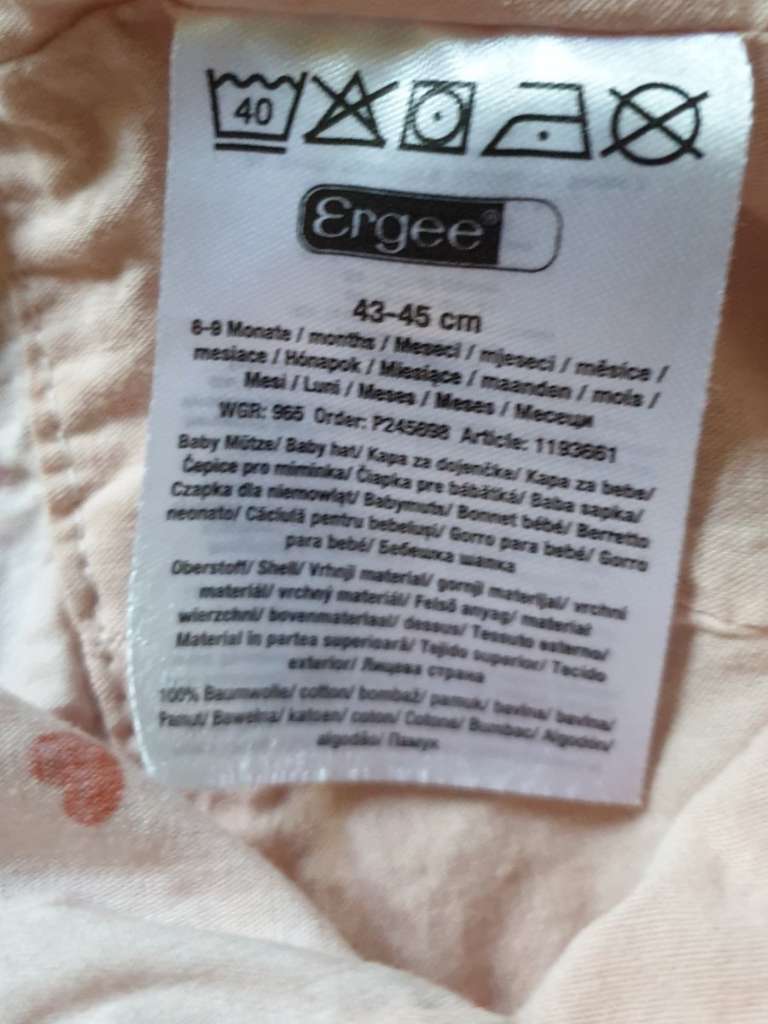 40
Ergee®
43-45 cm
6-9 Monate / months / Meseci / mjeseci / měsíce /
mesiace / Hónapok / Miesiące / maanden / mois /
Mesi / Luni / Meses / Meses / Месеци
WGR: 965 Order: P245698 Article: 1193661
Baby Mütze/ Baby hat/ Kapa za dojenčke/ Kapa za bebe/
Čepice pro miminka/ Čiapka pre bábätká/ Baba sapka/
Czapka dla niemowląt/ Babymuts/ Bonnet bébé/ Berretto
neonato/ Căciulă pentru bebeluși/ Gorro para bebé/ Gorro
para bebé/ Бебешка шапка
Oberstoff/ Shell/ Vrhnji material/ gornji materijal/ vrchní
materiál/ vrchný materiál/ Felső anyag/ materiał
wierzchni/ bovenmateriaal/ dessus/ Tessuto esterno/
Material în partea superioară/ Tejido superior/ Tecido
exterior/ Лицева страна
100% Baumwolle/ cotton/ bombaž/ pamuk/ bavlna/ bavlna/
Pamut/ Bawełna/ katoen/ coton/ Cotone/ Bumbac/ Algodón/
algodão/ Памук